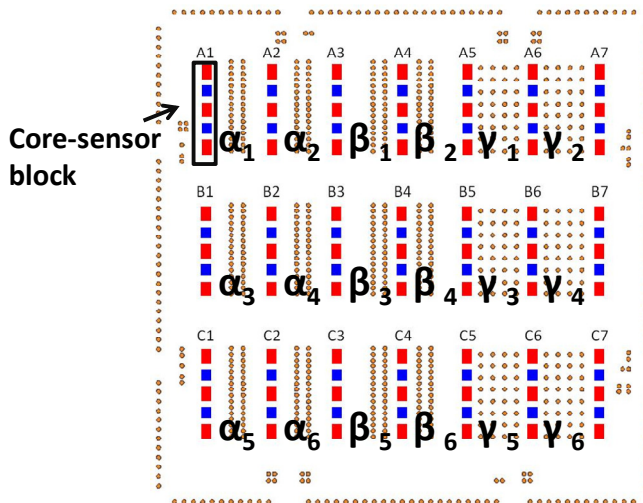 A1 A2 A3 A4 A5 A6 A7
Core-sensor
block
α1 α2 β1 β2 γ1 γ2
B1 B2 B3 B4 B5 B6 B7
α3 α4 β3 β4 γ3 γ4
C1 C2 C3 C4 C5 C6 C7
α5 α6 β5 β6 γ5 γ6